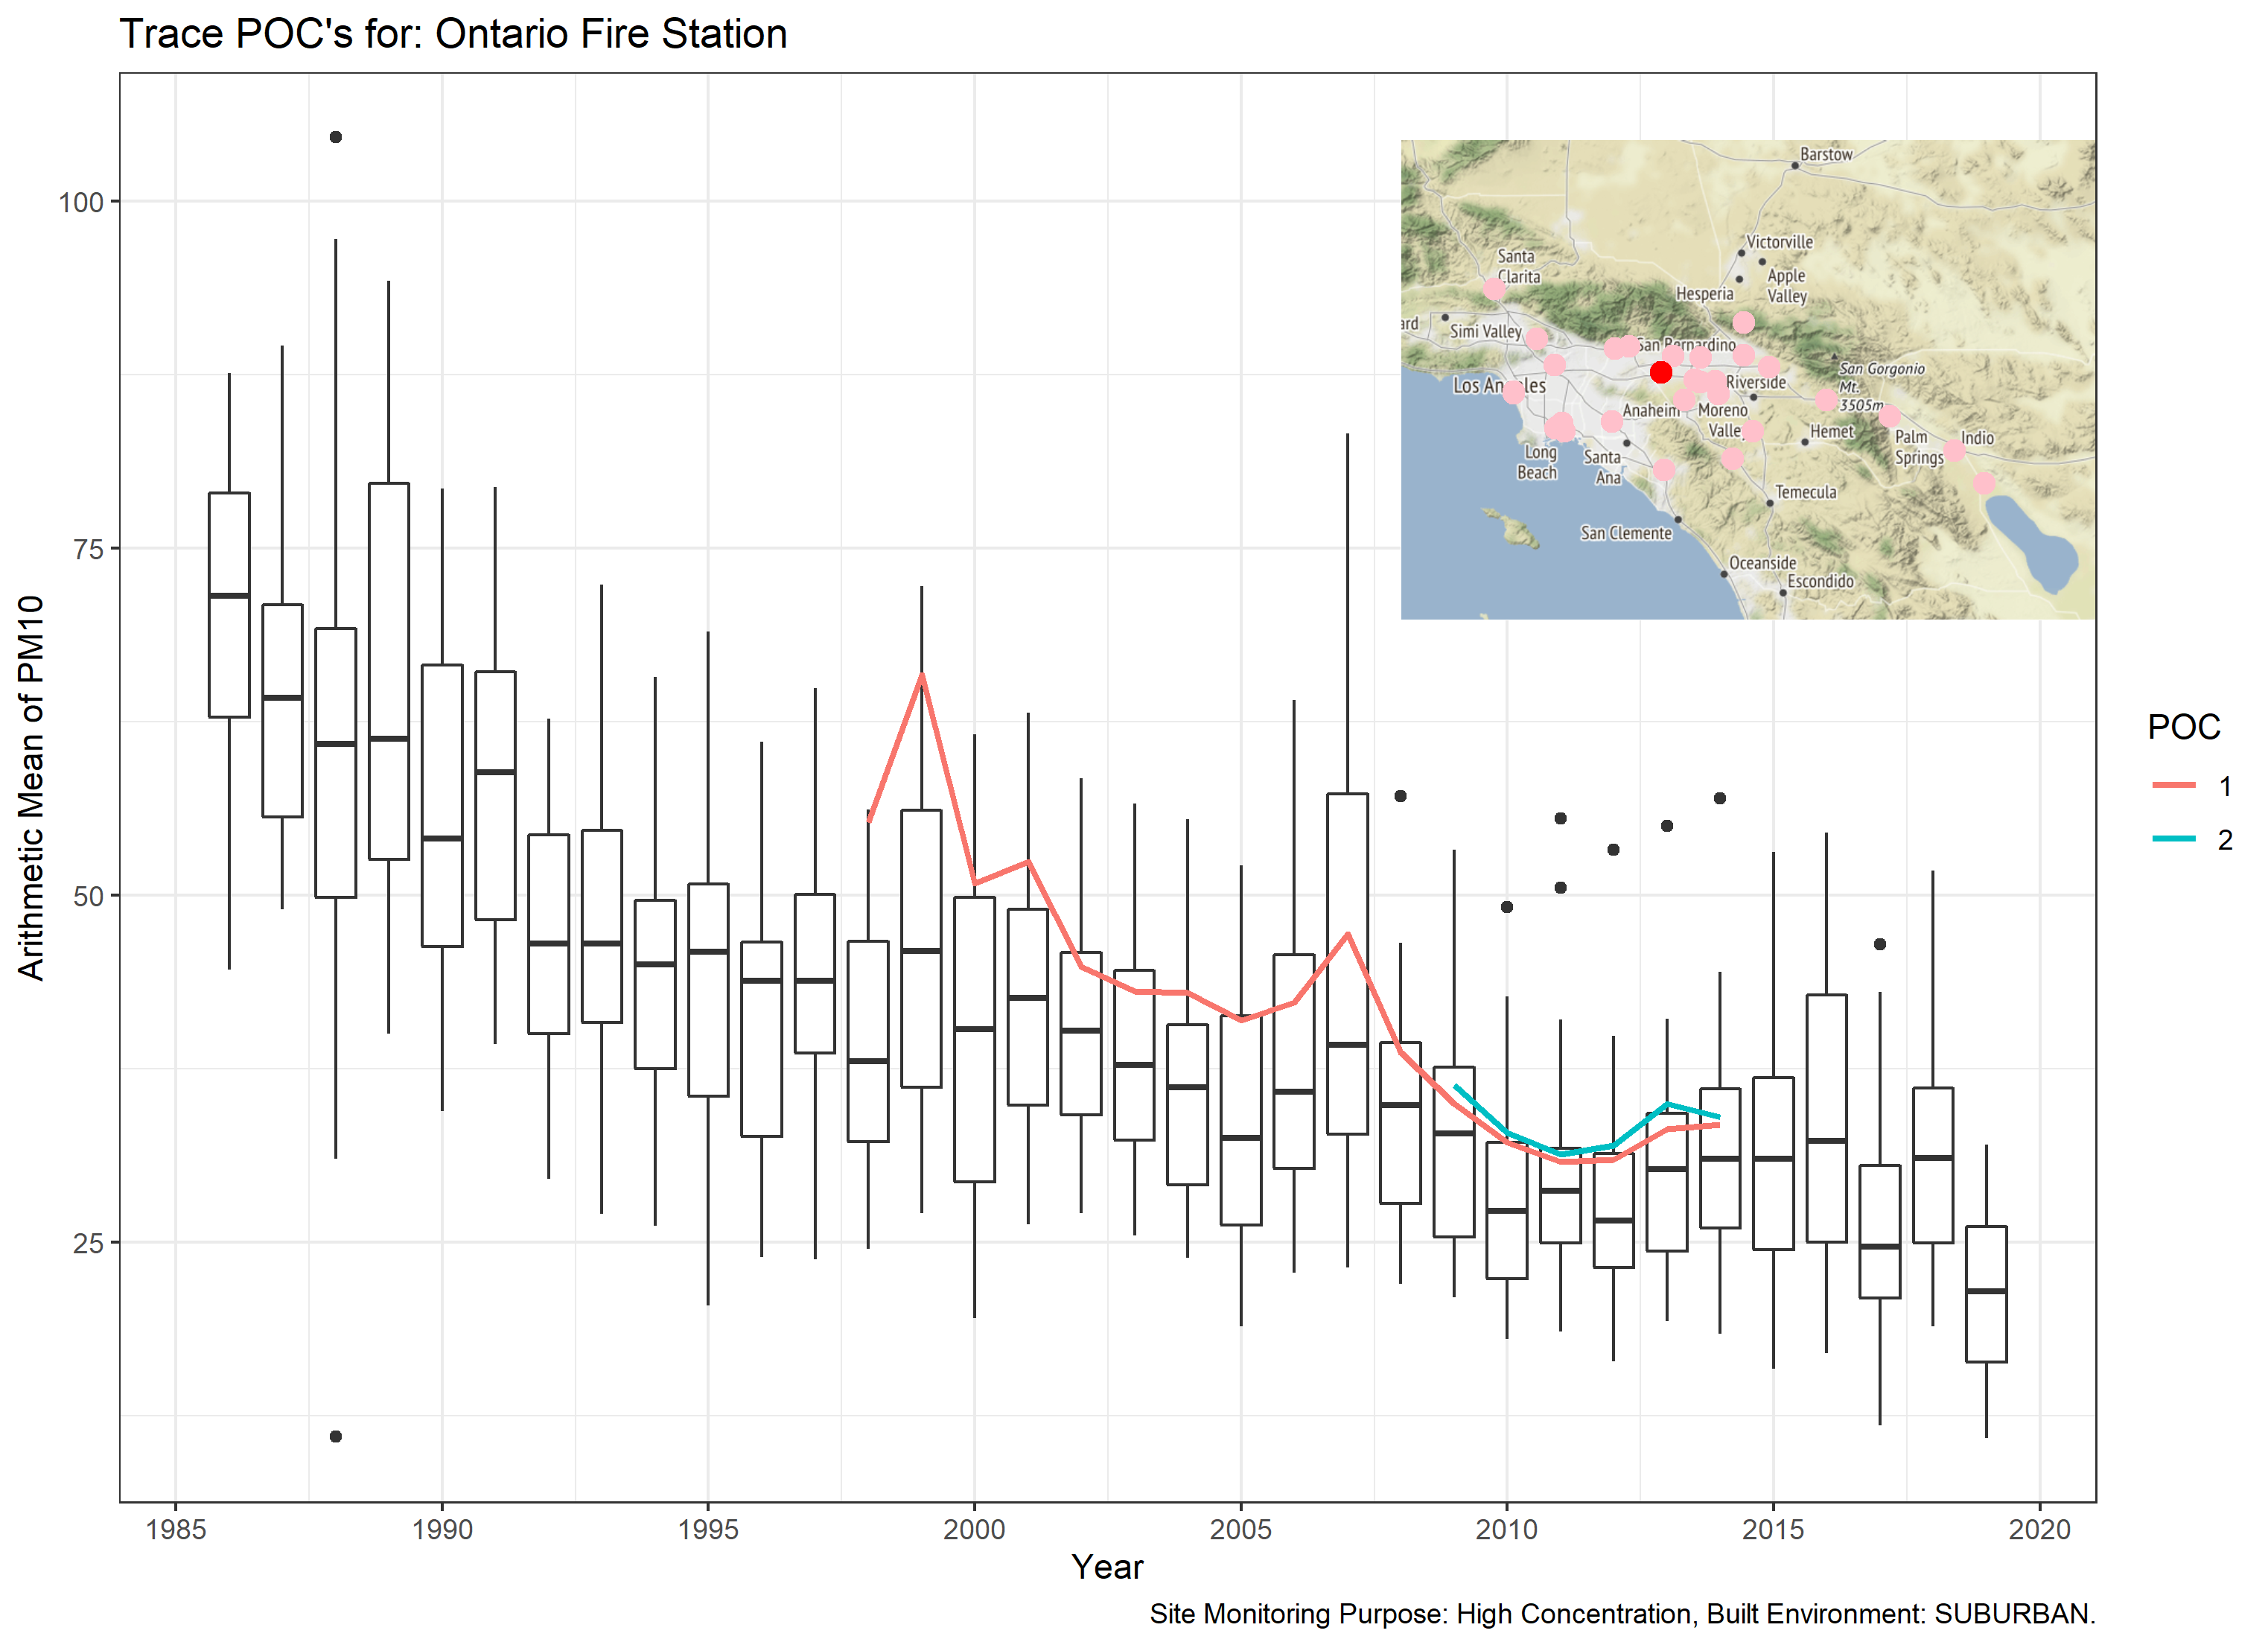 Trace POC's for: Ontario Fire Station
Arithmetic Mean of PM10
100
75
50
25
Barstow
Victorville
Santa
Clarita
Apple
Valley
Hesperia
ard
Simi Valley
San Bernardino
San Gorgonio
Mt.
3505m
Los Angeles
Riverside
Anaheim
Moreno
Valley
Hemet
Palm
Springs
Indio
Long
Beach
Santa
Ana
Temecula
San Clemente
Oceanside
Escondido
POC
1
2
1985 1990 1995 2000 2005 2010 2015 2020
Year
Site Monitoring Purpose: High Concentration, Built Environment: SUBURBAN.